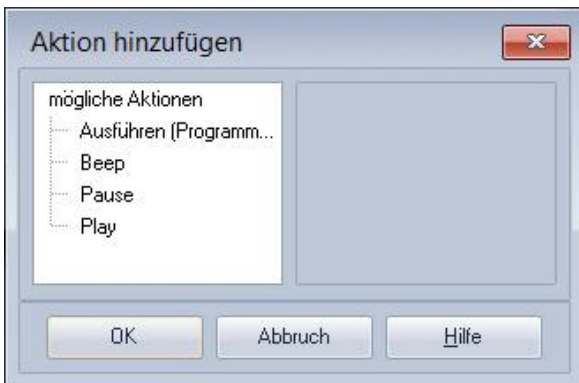 Aktion hinzufügen
mögliche Aktionen
Ausführen (Programm...
Beep
Pause
Play
OK Abbruch Hilfe